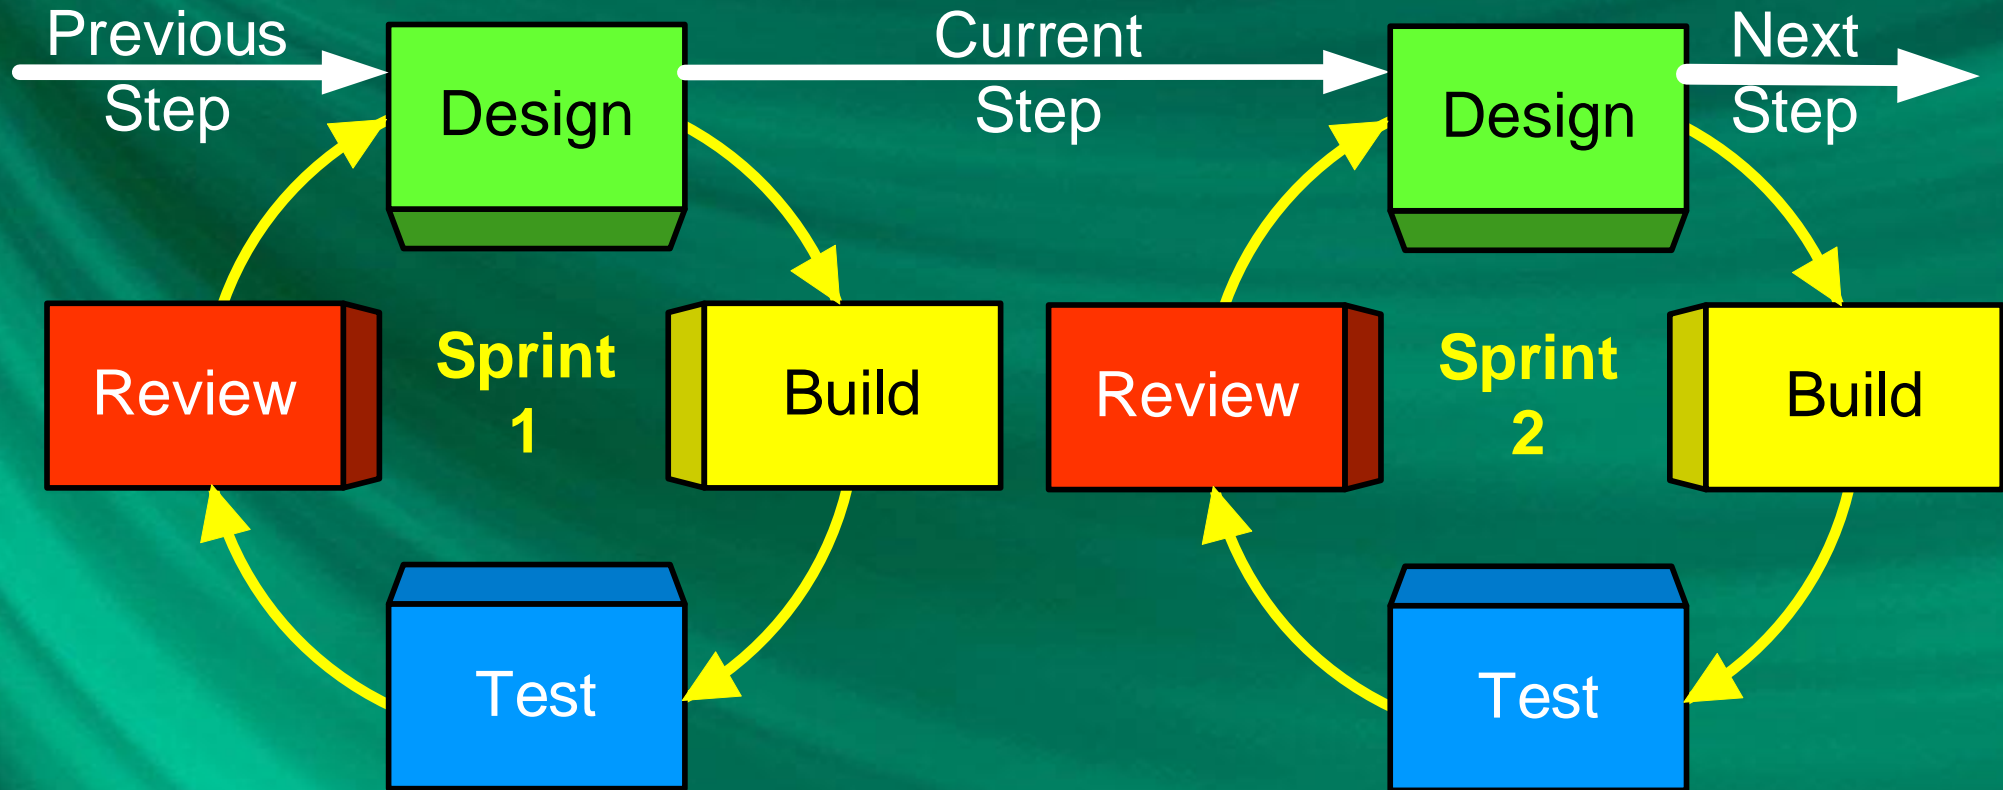 Previous
Step
Design
Current
Step
Design
Next
Step
Review
Sprint
1
Build
Review
Sprint
2
Build
Test
Test